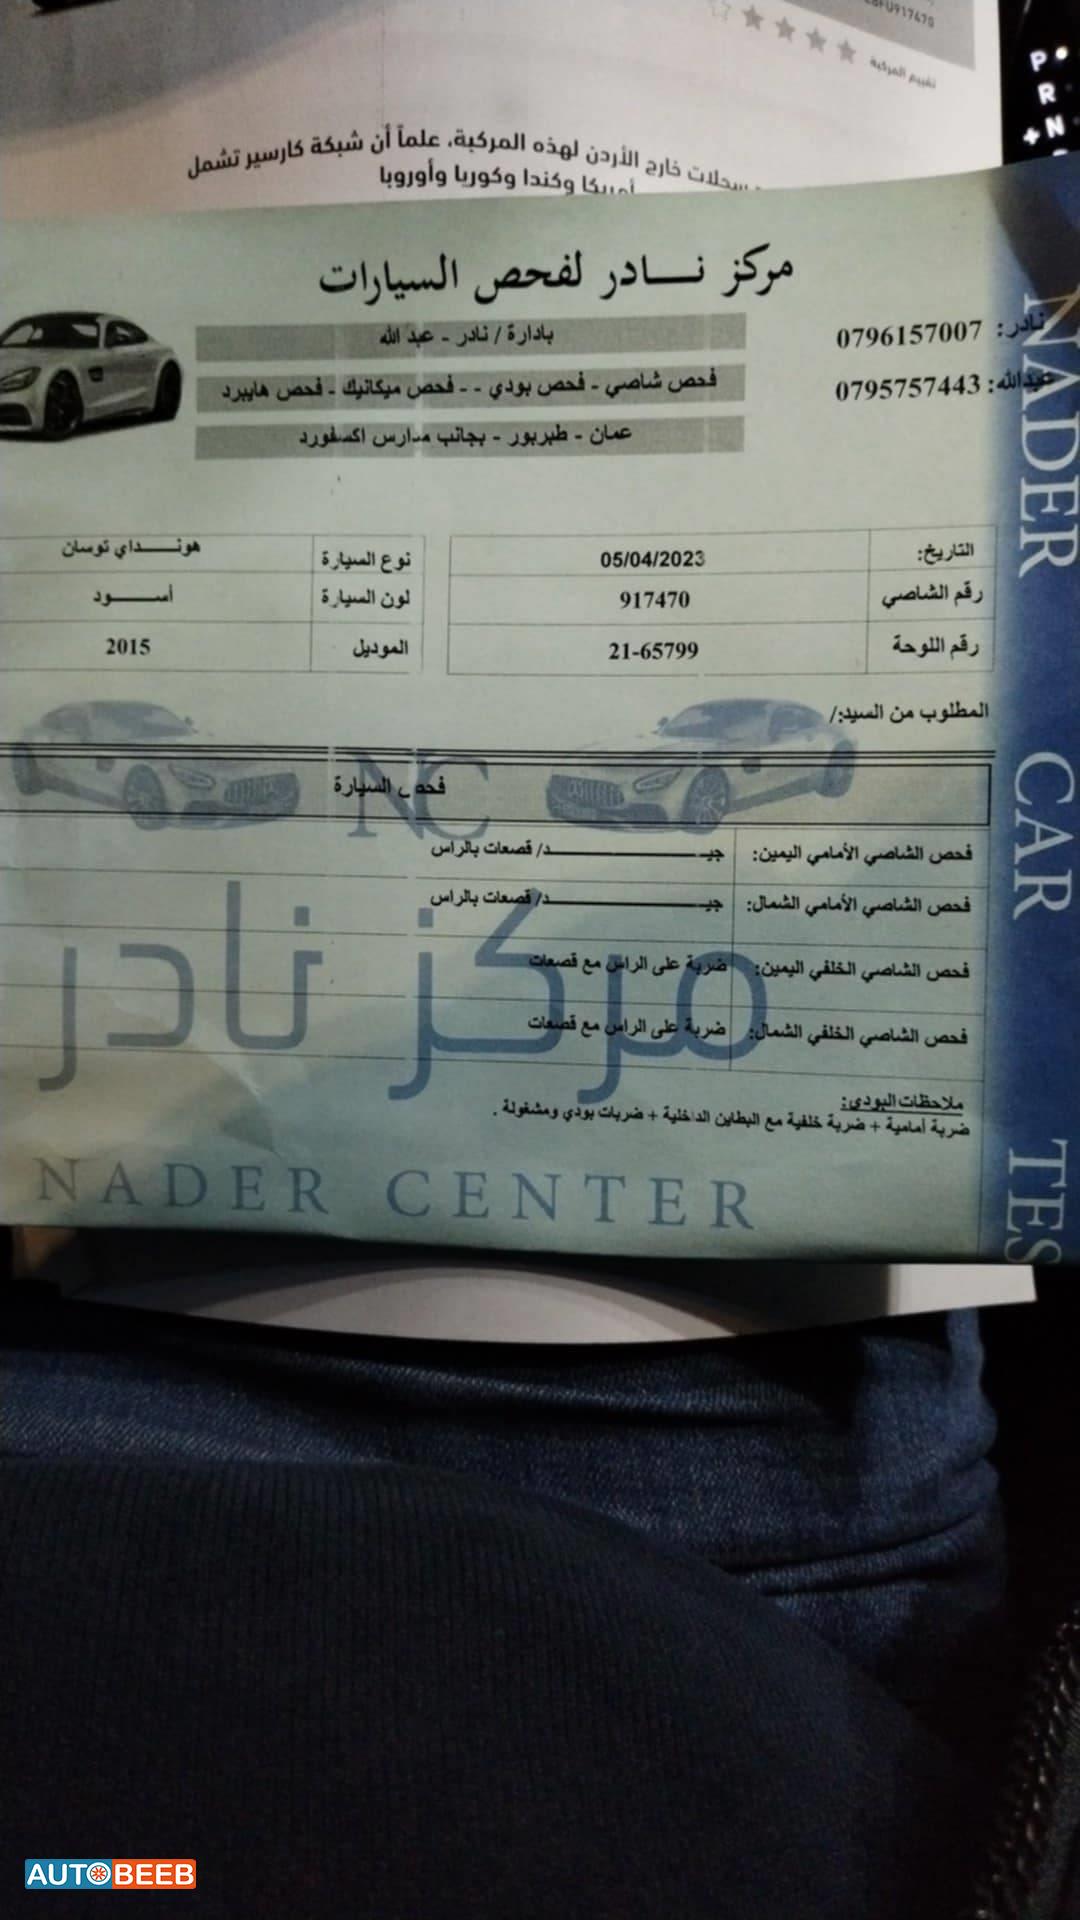 FU917470
تقييم المركبة
سجلات خارج الأردن لهذه المركبة، علماً أن شبكة كارسير تشمل
أمريكا وكندا وكوريا وأوروبا
P
R
+ N
مركز نادر لفحص السيارات
بادارة / نادر - عبد الله
نادر: 0796157007
فحص شاصي - فحص بودي - - فحص ميكانيك - فحص هايبرد
عبدالله: 0795757443
عمان - طبربور - بجانب مدارس اكسفورد
التاريخ: 05/04/2023
نوع السيارة هونداي توسان
رقم الشاصي 917470
لون السيارة أسود
رقم اللوحة 21-65799
الموديل 2015
المطلوب من السيد:/
فحص السيارة
NC
فحص الشاصي الأمامي اليمين: جيد/ قصعات بالراس
فحص الشاصي الأمامي الشمال: جيد/ قصعات بالراس
فحص الشاصي الخلفي اليمين: ضربة على الراس مع قصعات
فحص الشاصي الخلفي الشمال: ضربة على الراس مع قصعات
مركز نادر
ملاحظات البودي:
ضربة أمامية + ضربة خلفية مع البطاين الداخلية + ضربات بودي ومشغولة .
NADER CENTER
NADER CAR TES
AUTOBEEB